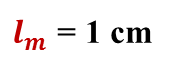 lₘ = 1 cm